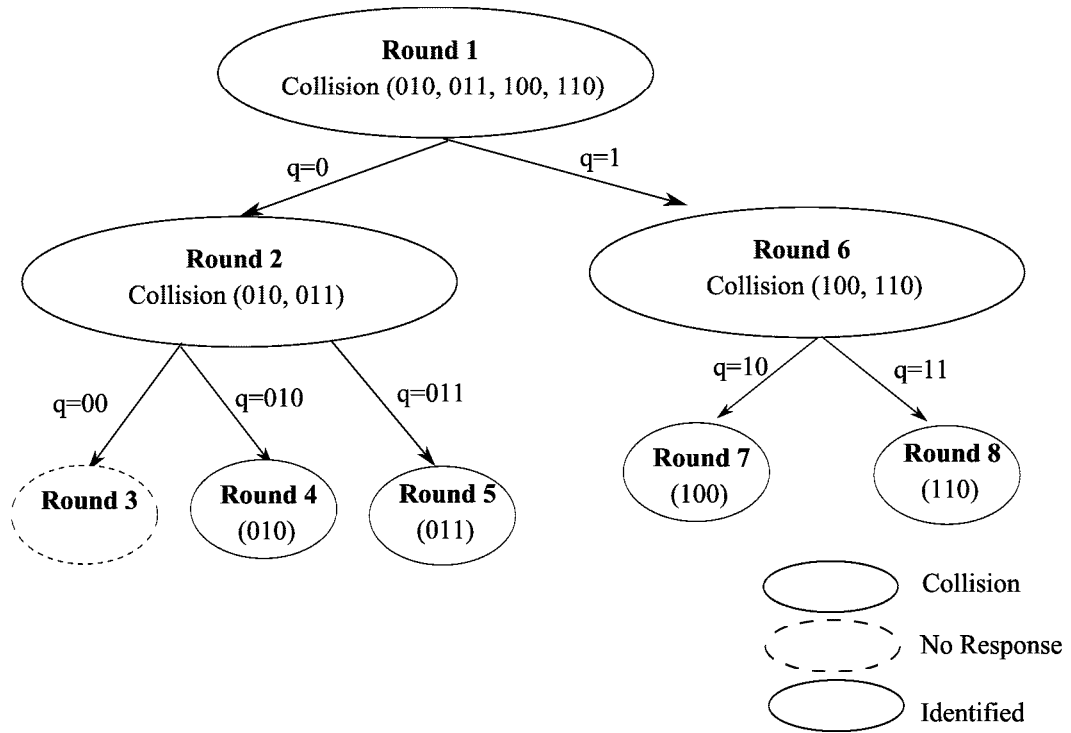 Round 1
Collision (010, 011, 100, 110)
q=0
q=1
Round 2
Collision (010, 011)
Round 6
Collision (100, 110)
q=00
q=010
q=011
q=10
q=11
Round 3
Round 4
(010)
Round 5
(011)
Round 7
(100)
Round 8
(110)
Collision
No Response
Identified